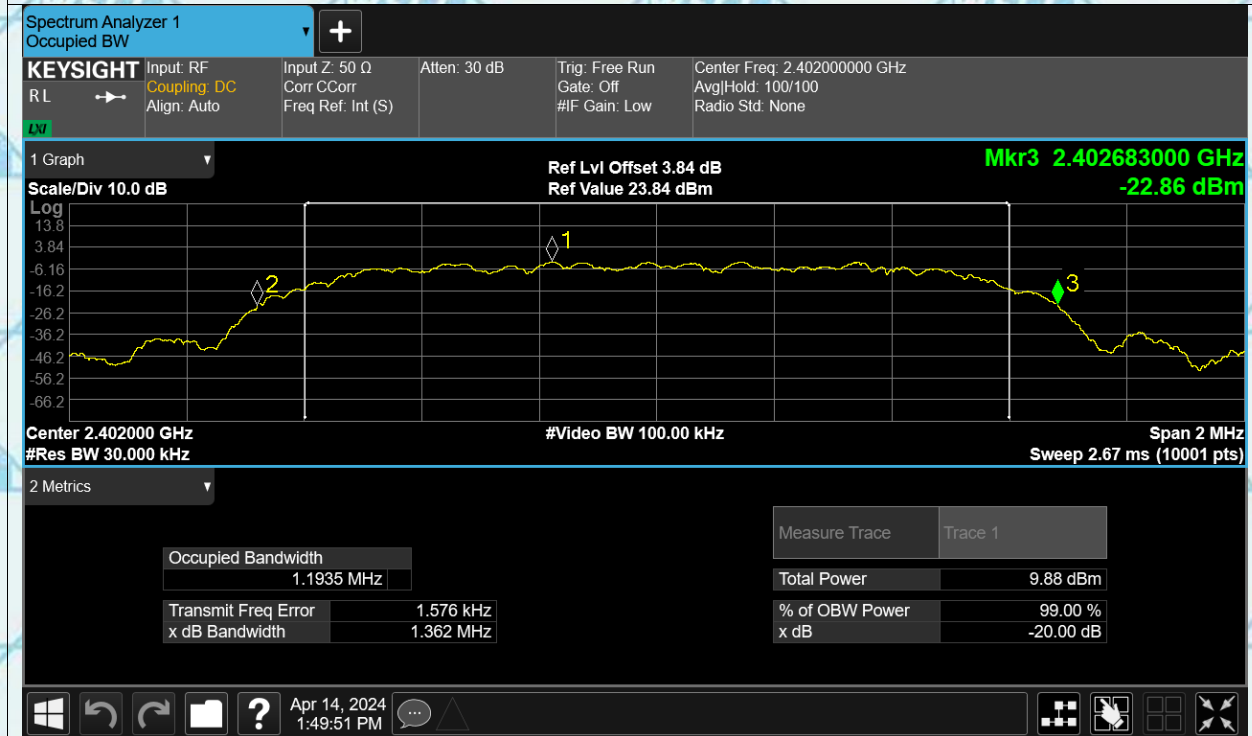 Spectrum Analyzer 1
Occupied BW
+
KEYSIGHT
R L
LXI
Input: RF
Coupling: DC
Align: Auto
Input Z: 50 Ω
Corr CCorr
Freq Ref: Int (S)
Atten: 30 dB
Trig: Free Run
Gate: Off
#IF Gain: Low
Center Freq: 2.402000000 GHz
Avg|Hold: 100/100
Radio Std: None
1 Graph
Scale/Div 10.0 dB
Ref Lvl Offset 3.84 dB
Ref Value 23.84 dBm
Mkr3 2.402683000 GHz
-22.86 dBm
Log
13.8
3.84
-6.16
-16.2
-26.2
-36.2
-46.2
-56.2
-66.2
1
2
3
Center 2.402000 GHz
#Video BW 100.00 kHz
Span 2 MHz
#Res BW 30.000 kHz
Sweep 2.67 ms (10001 pts)
2 Metrics
Measure Trace Trace 1
Occupied Bandwidth
1.1935 MHz
Total Power 9.88 dBm
Transmit Freq Error 1.576 kHz
% of OBW Power 99.00 %
x dB Bandwidth 1.362 MHz
x dB -20.00 dB
?
Apr 14, 2024
1:49:51 PM